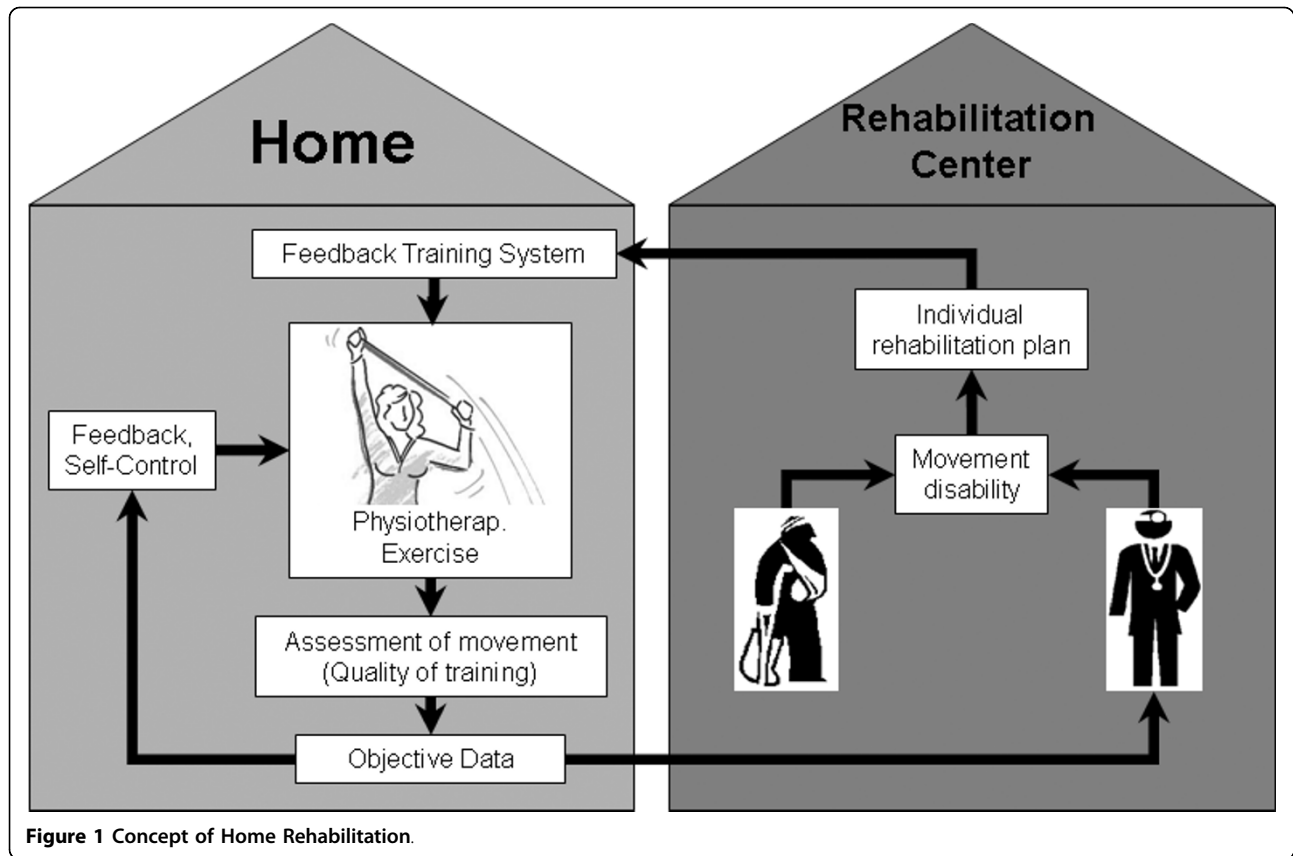 Home
Feedback Training System
Feedback,
Self-Control
Physiotherap.
Exercise
Assessment of movement
(Quality of training)
Objective Data
Rehabilitation
Center
Individual
rehabilitation plan
Movement
disability
Figure 1 Concept of Home Rehabilitation.